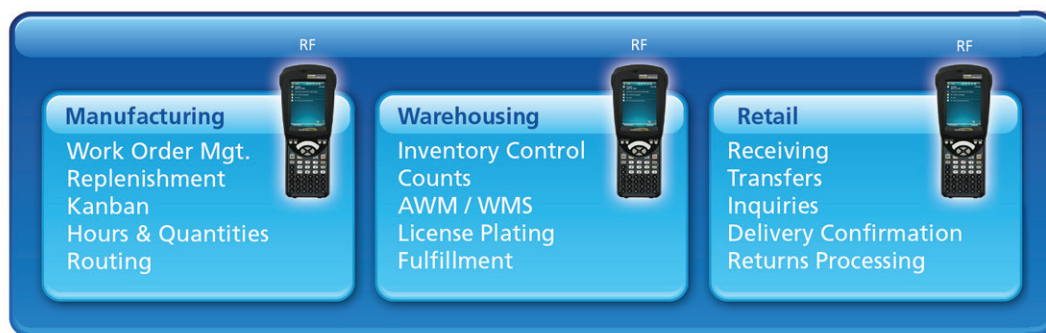 RF
RF
RF
Manufacturing
Work Order Mgt.
Replenishment
Kanban
Hours & Quantities
Routing
Warehousing
Inventory Control
Counts
AWM / WMS
License Plating
Fulfillment
Retail
Receiving
Transfers
Inquiries
Delivery Confirmation
Returns Processing